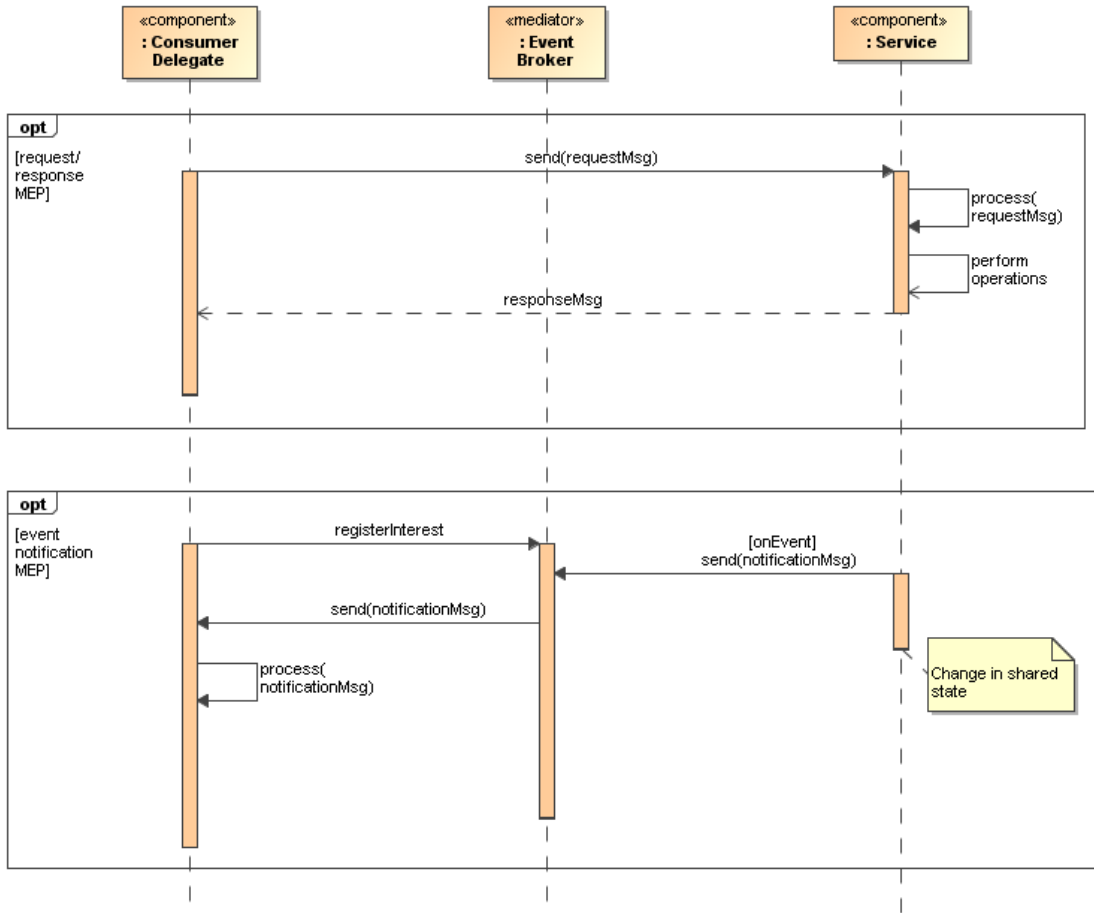 «component»
: Consumer
Delegate
«mediator»
: Event
Broker
«component»
: Service
opt
[request/
response
MEP]
send(requestMsg)
process(
requestMsg)
perform
operations
responseMsg
opt
[event
notification
MEP]
registerInterest
[onEvent]
send(notificationMsg)
send(notificationMsg)
process(
notificationMsg)
Change in shared
state